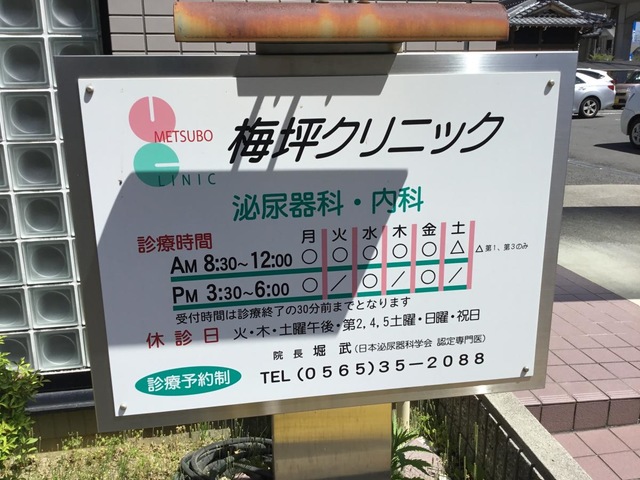 METSUBO
CLINIC
梅坪クリニック
泌尿器科・内科
診療時間 月 火 水 木 金 土
AM 8:30~12:00 ○ ○ ○ ○ ○ △ △第1、第3のみ
PM 3:30~6:00 ○ / ○ / ○ /
受付時間は診療終了の30分前までとなります
休診日 火・木・土曜午後・第2,4,5土曜・日曜・祝日
院長 堀 武(日本泌尿器科学会 認定専門医)
診療予約制 TEL(0565)35-2088